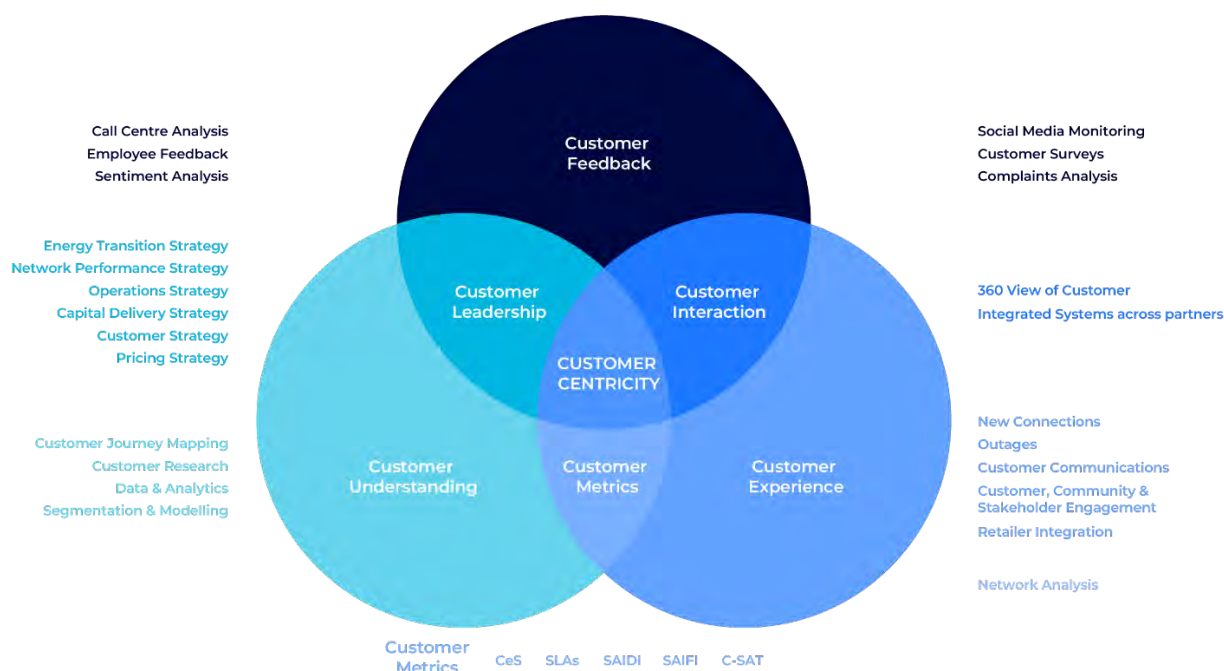 Customer
Feedback
Call Centre Analysis
Employee Feedback
Sentiment Analysis
Social Media Monitoring
Customer Surveys
Complaints Analysis
Energy Transition Strategy
Network Performance Strategy
Operations Strategy
Capital Delivery Strategy
Customer Strategy
Pricing Strategy
Customer
Leadership
Customer
Interaction
360 View of Customer
Integrated Systems across partners
CUSTOMER
CENTRICITY
Customer Journey Mapping
Customer Research
Data & Analytics
Segmentation & Modelling
Customer
Understanding
Customer
Metrics
Customer
Experience
New Connections
Outages
Customer Communications
Customer, Community &
Stakeholder Engagement
Retailer Integration
Network Analysis
Customer
Metrics
CeS SLAs SAIDI SAIFI C-SAT